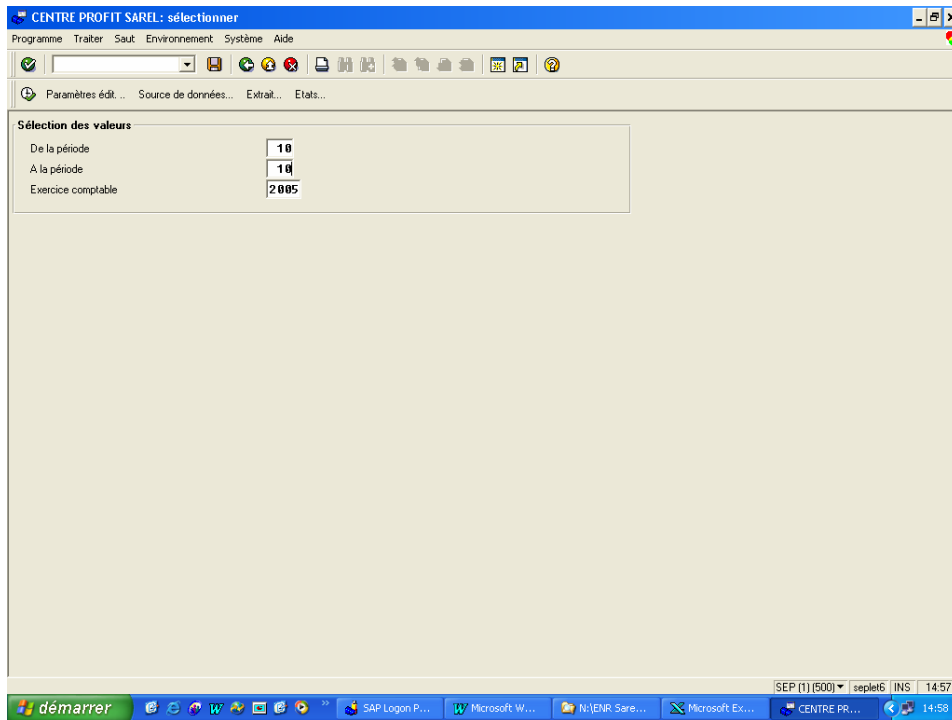 CENTRE PROFIT SAREL: sélectionner
Programme Traiter Saut Environnement Système Aide
Paramètres édit. .. Source de données... Extrait... Etats...
Sélection des valeurs
De la période 10
A la période 10
Exercice comptable 2005
SEP (1) (500) seplet6 INS 14:57
démarrer W » SAP Logon P... Microsoft W... N:\ENR Sare... Microsoft Ex... CENTRE PR... 14:58